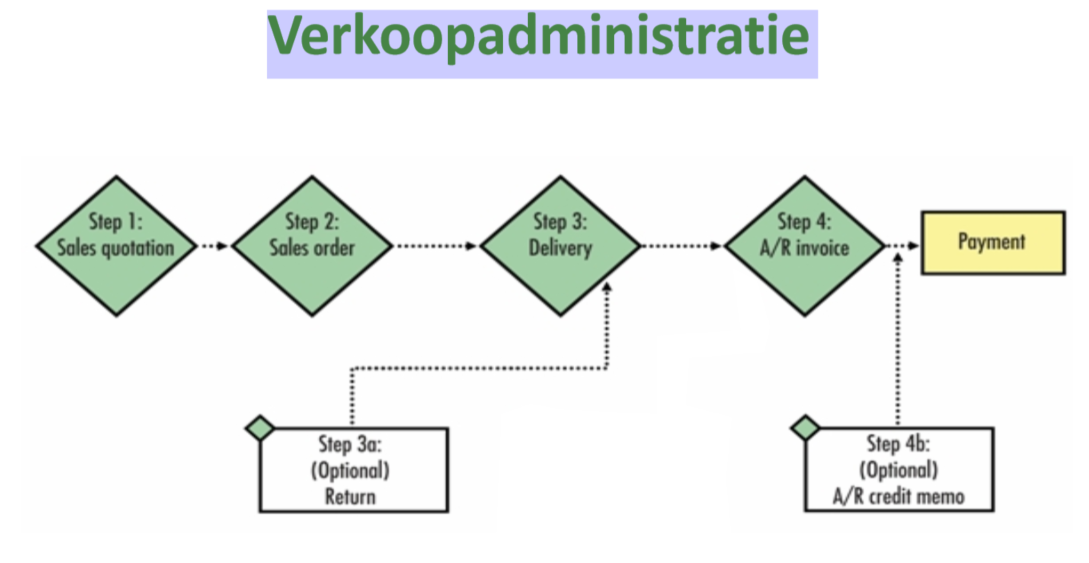 Verkoopadministratie
Step 1:
Sales quotation
Step 2:
Sales order
Step 3:
Delivery
Step 4:
A/R invoice
Payment
Step 3a:
(Optional)
Return
Step 4b:
(Optional)
A/R credit memo